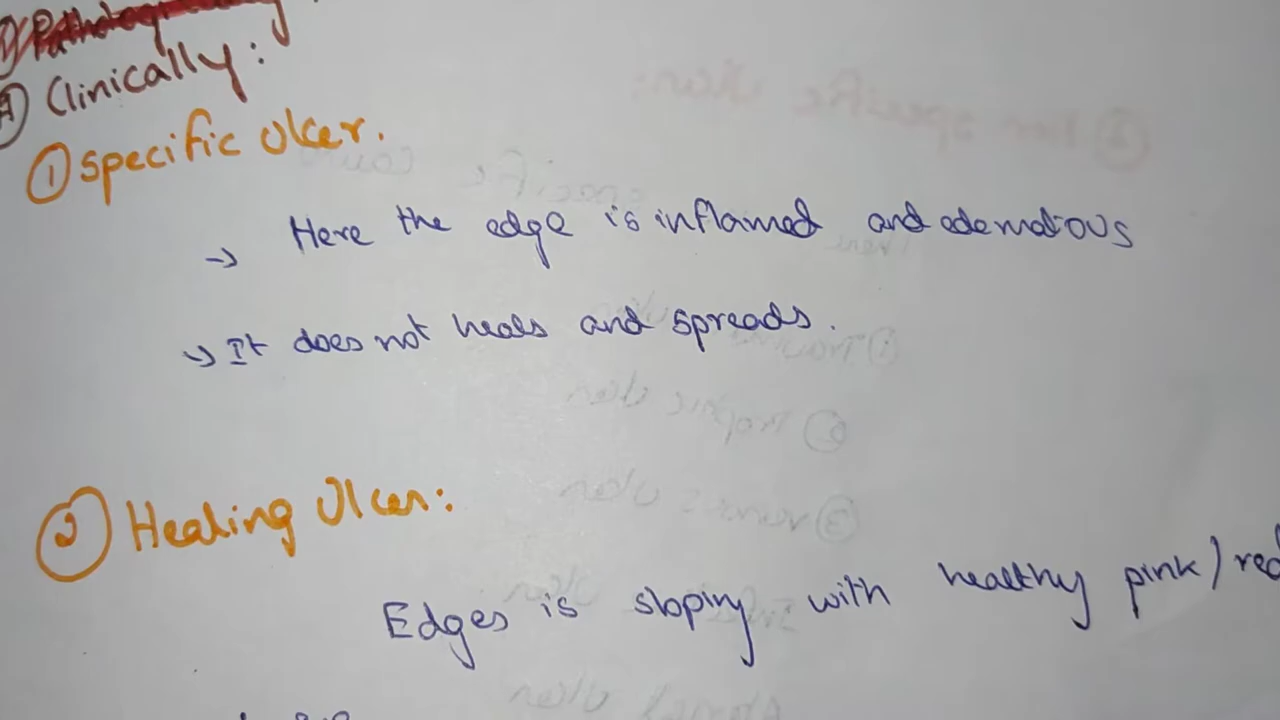 Clinically:
① Specific Ulcer.
→ Here the edge is inflamed and edematious
→ It does not heals and spreads.
② Healing Ulcer:
Edges is sloping with healthy pink/red